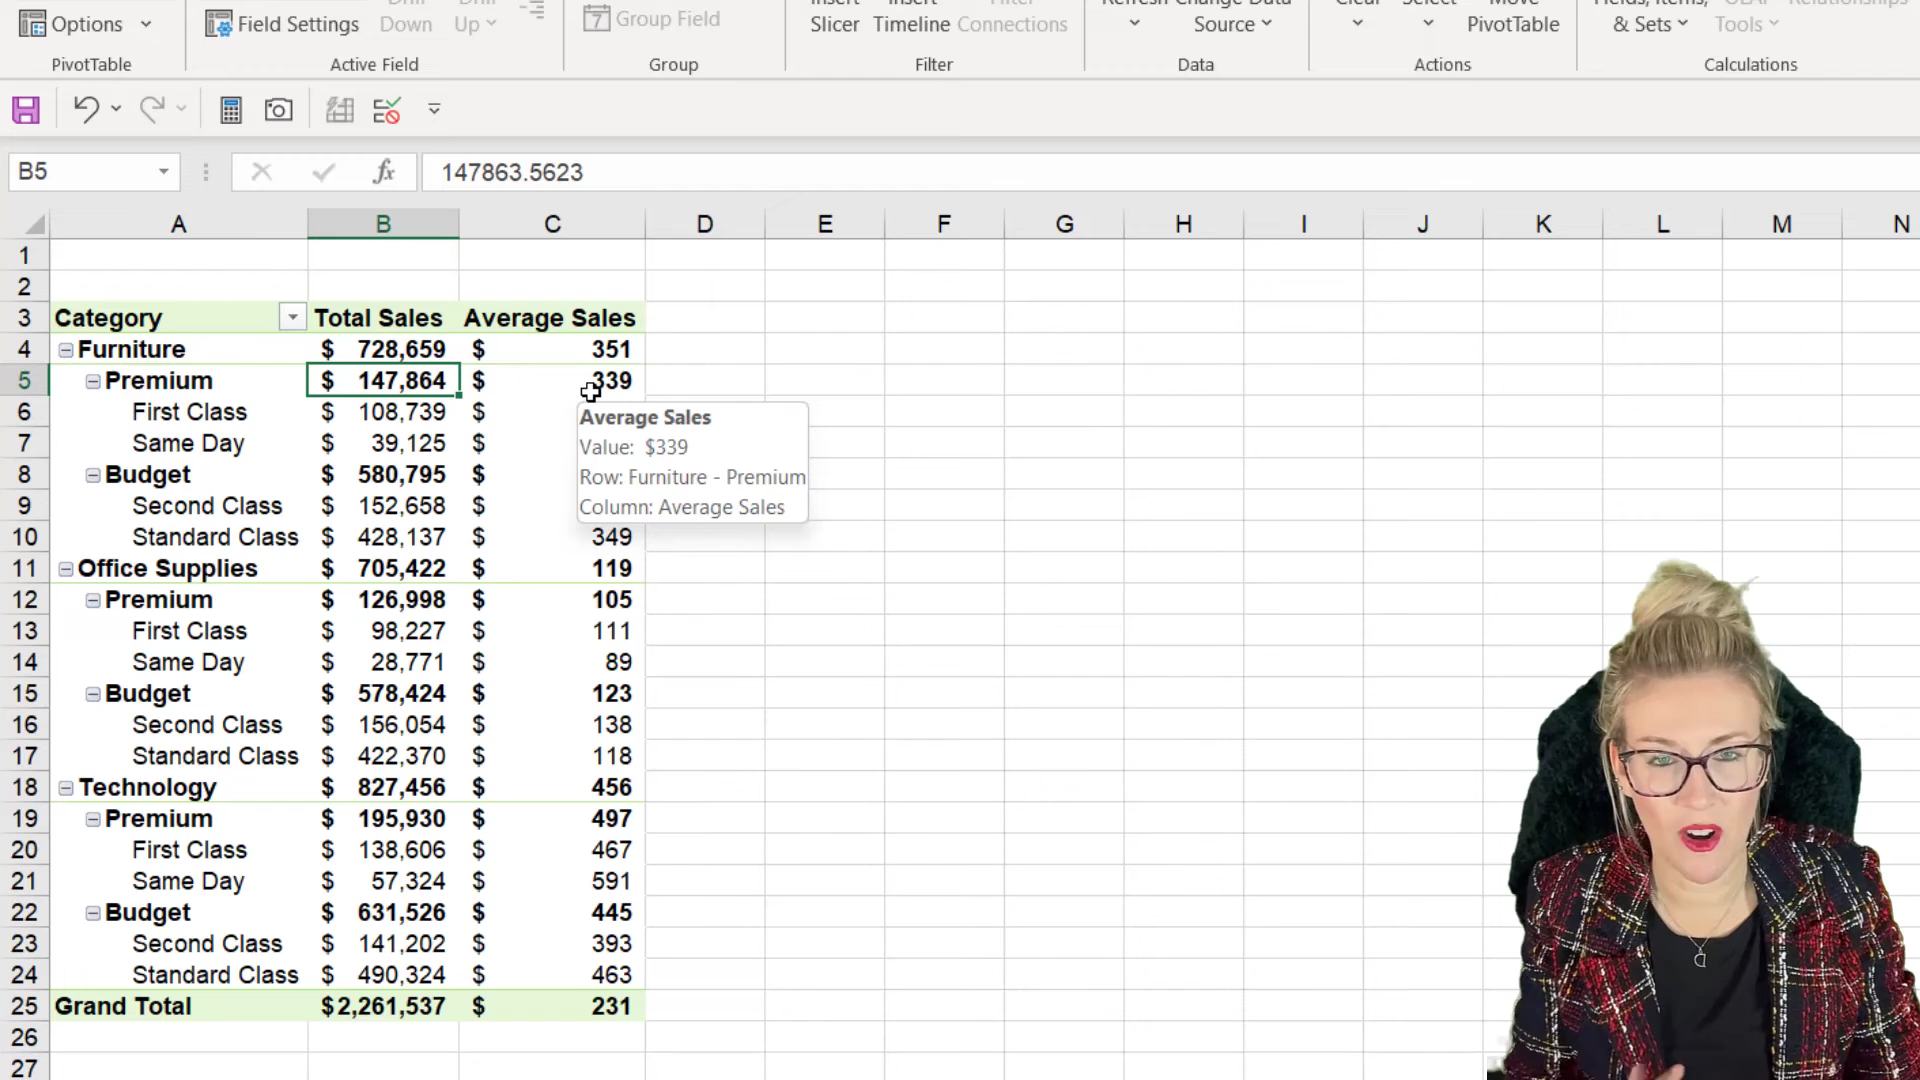 Options
Field Settings
Drill
Down
Drill
Up
Group Field
Insert
Slicer
Insert
Timeline
Filter
Connections
Refresh
Change Data
Source
Clear
Select
Move
PivotTable
Fields, Items,
& Sets
OLAP
Tools
Relationships
PivotTable
Active Field
Group
Filter
Data
Actions
Calculations
B5
fx
147863.5623
A B C D E F G H I J K L M N
1
2
3 Category Total Sales Average Sales
4 Furniture $ 728,659 $ 351
5 Premium $ 147,864 $ 339
6 First Class $ 108,739 $
7 Same Day $ 39,125 $
8 Budget $ 580,795 $
9 Second Class $ 152,658 $
10 Standard Class $ 428,137 $ 349
11 Office Supplies $ 705,422 $ 119
12 Premium $ 126,998 $ 105
13 First Class $ 98,227 $ 111
14 Same Day $ 28,771 $ 89
15 Budget $ 578,424 $ 123
16 Second Class $ 156,054 $ 138
17 Standard Class $ 422,370 $ 118
18 Technology $ 827,456 $ 456
19 Premium $ 195,930 $ 497
20 First Class $ 138,606 $ 467
21 Same Day $ 57,324 $ 591
22 Budget $ 631,526 $ 445
23 Second Class $ 141,202 $ 393
24 Standard Class $ 490,324 $ 463
25 Grand Total $2,261,537 $ 231
26
27
Average Sales
Value: $339
Row: Furniture - Premium
Column: Average Sales